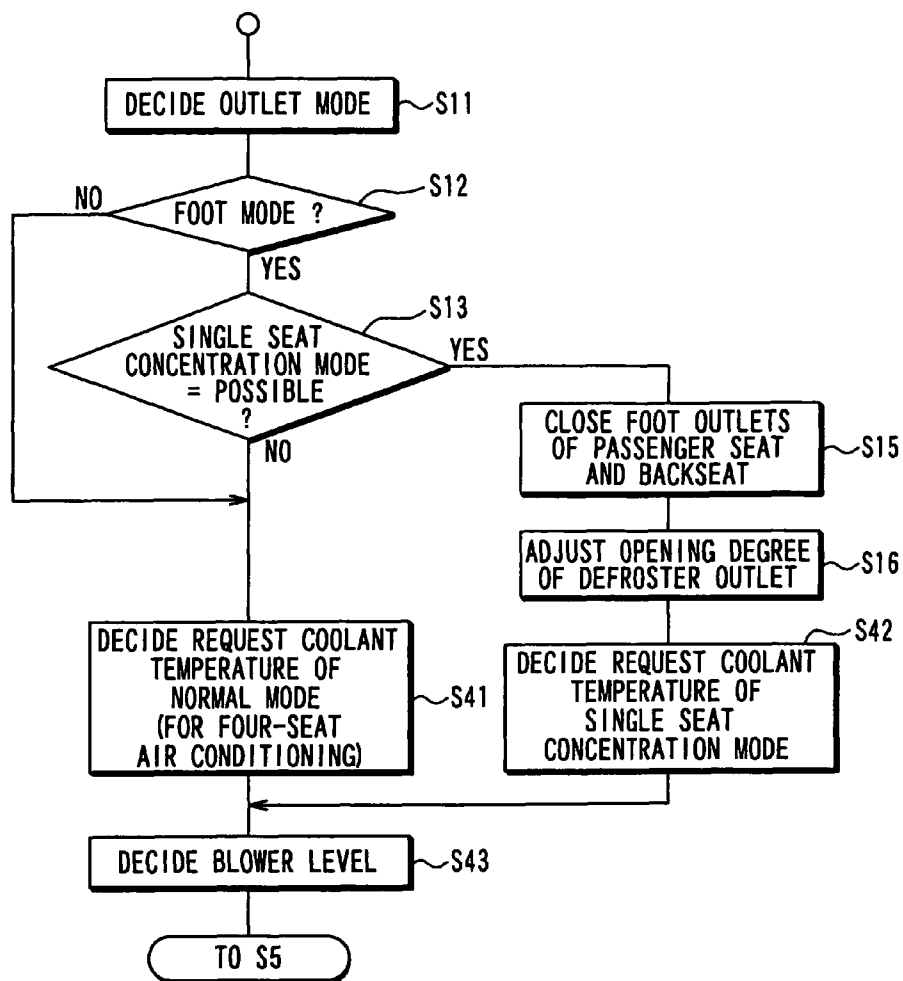 DECIDE OUTLET MODE
S11
S12
NO
FOOT MODE ?
YES
S13
SINGLE SEAT
CONCENTRATION MODE
= POSSIBLE
?
YES
NO
CLOSE FOOT OUTLETS
OF PASSENGER SEAT
AND BACKSEAT
S15
ADJUST OPENING DEGREE
OF DEFROSTER OUTLET
S16
DECIDE REQUEST COOLANT
TEMPERATURE OF
NORMAL MODE
(FOR FOUR-SEAT
AIR CONDITIONING)
S41
S42
DECIDE REQUEST COOLANT
TEMPERATURE OF
SINGLE SEAT
CONCENTRATION MODE
DECIDE BLOWER LEVEL
S43
TO S5